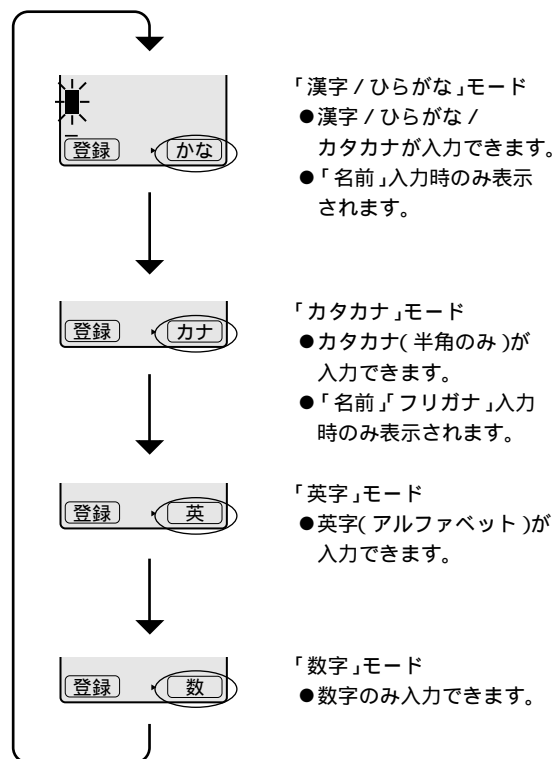 「漢字/ひらがな」モード
●漢字/ひらがな/
カタカナが入力できます。
●「名前」入力時のみ表示
されます。
登録 かな
「カタカナ」モード
●カタカナ(半角のみ)が
入力できます。
●「名前」「フリガナ」入力
時のみ表示されます。
登録 カナ
「英字」モード
●英字(アルファベット)が
入力できます。
登録 英
「数字」モード
●数字のみ入力できます。
登録 数